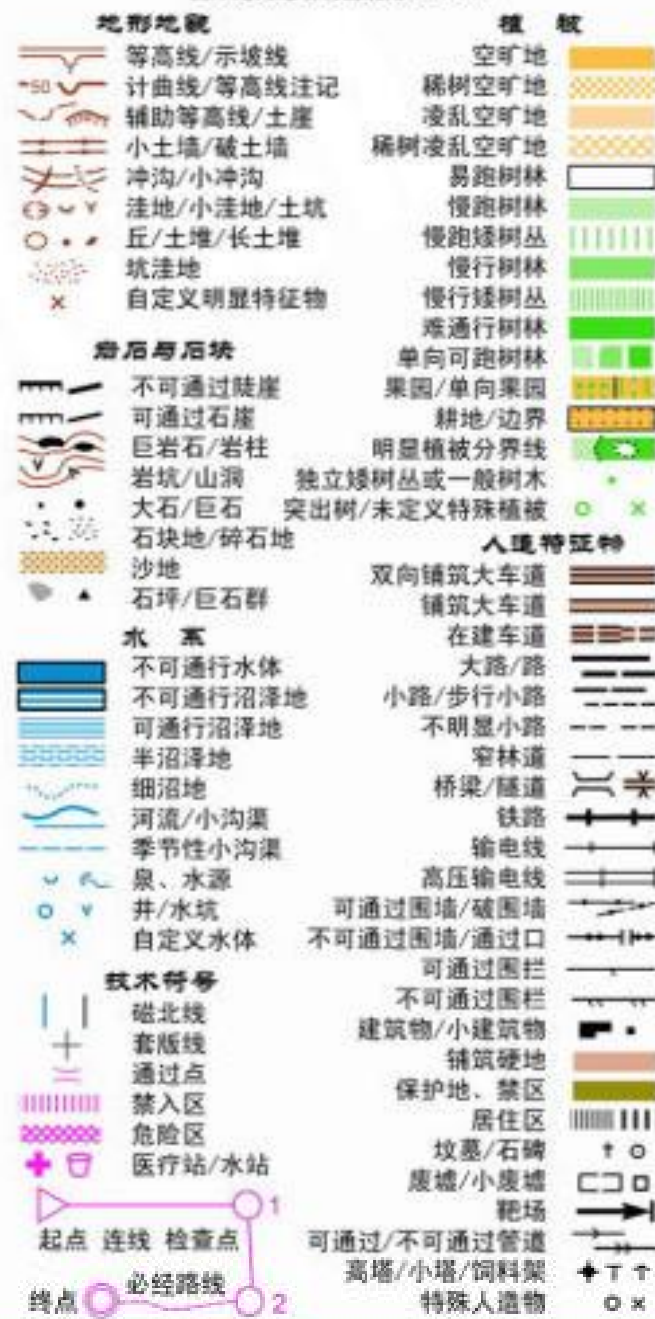 地形地貌
等高线/示坡线
50
计曲线/等高线注记
辅助等高线/土崖
小土墙/破土墙
冲沟/小冲沟
洼地/小洼地/土坑
丘/土堆/长土堆
坑洼地
自定义明显特征物
岩石与石块
不可通过陡崖
可通过石崖
巨岩石/岩柱
岩坑/山洞
大石/巨石
石块地/碎石地
沙地
石坪/巨石群
水 系
不可通行水体
不可通行沼泽地
可通行沼泽地
半沼泽地
细沼地
河流/小沟渠
季节性小沟渠
泉、水源
井/水坑
自定义水体
技术符号
磁北线
套版线
通过点
禁入区
危险区
医疗站/水站
1
起点 连线 检查点
必经路线
终点
2
植 被
空旷地
稀树空旷地
凌乱空旷地
稀树凌乱空旷地
易跑树林
慢跑树林
慢跑矮树丛
慢行树林
慢行矮树丛
难通行树林
单向可跑树林
果园/单向果园
耕地/边界
明显植被分界线
独立矮树丛或一般树木
突出树/未定义特殊植被
人造特征物
双向铺筑大车道
铺筑大车道
在建车道
大路/路
小路/步行小路
不明显小路
窄林道
桥梁/隧道
铁路
输电线
高压输电线
可通过围墙/破围墙
不可通过围墙/通过口
可通过围拦
不可通过围栏
建筑物/小建筑物
铺筑硬地
保护地、禁区
居住区
坟墓/石碑
废墟/小废墟
靶场
可通过/不可通过管道
高塔/小塔/饲料架
特殊人造物